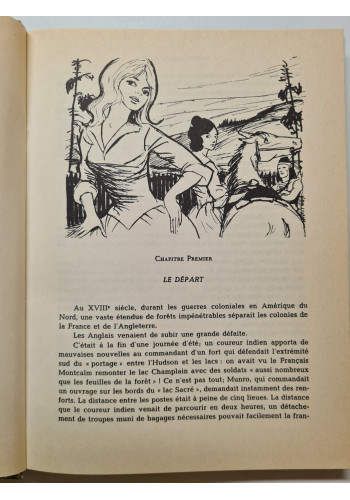 CHAPITRE PREMIER
LE DÉPART
Au XVIIIe siècle, durant les guerres coloniales en Amérique du
Nord, une vaste étendue de forêts impénétrables séparait les colonies de
la France et de l'Angleterre.
Les Anglais venaient de subir une grande défaite.
C'était à la fin d'une journée d'été; un coureur indien apporta de
mauvaises nouvelles au commandant d'un fort qui défendait l'extrémité
sud du « portage » entre l'Hudson et les lacs : on avait vu le Français
Montcalm remonter le lac Champlain avec des soldats « aussi nombreux
que les feuilles de la forêt » ! Ce n'est pas tout; Munro, qui commandait
un ouvrage sur les bords du « lac Sacré », demandait instamment des ren-
forts. La distance entre les postes était à peine de cinq lieues. La distance
que le coureur indien venait de parcourir en deux heures, un détache-
ment de troupes muni de bagages nécessaires pouvait facilement la fran-